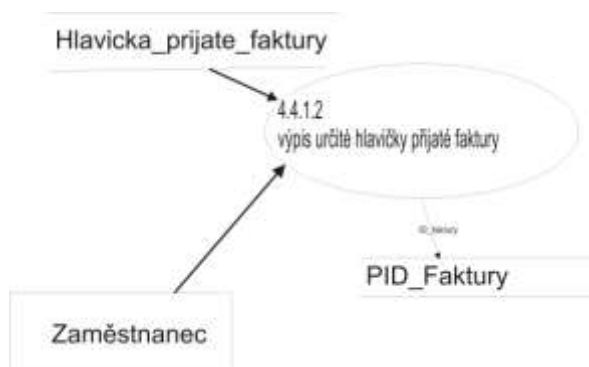 Hlavicka_prijate_faktury
4.4.1.2
výpis určité hlavičky přijaté faktury
ID_faktury
PID_Faktury
Zaměstnanec